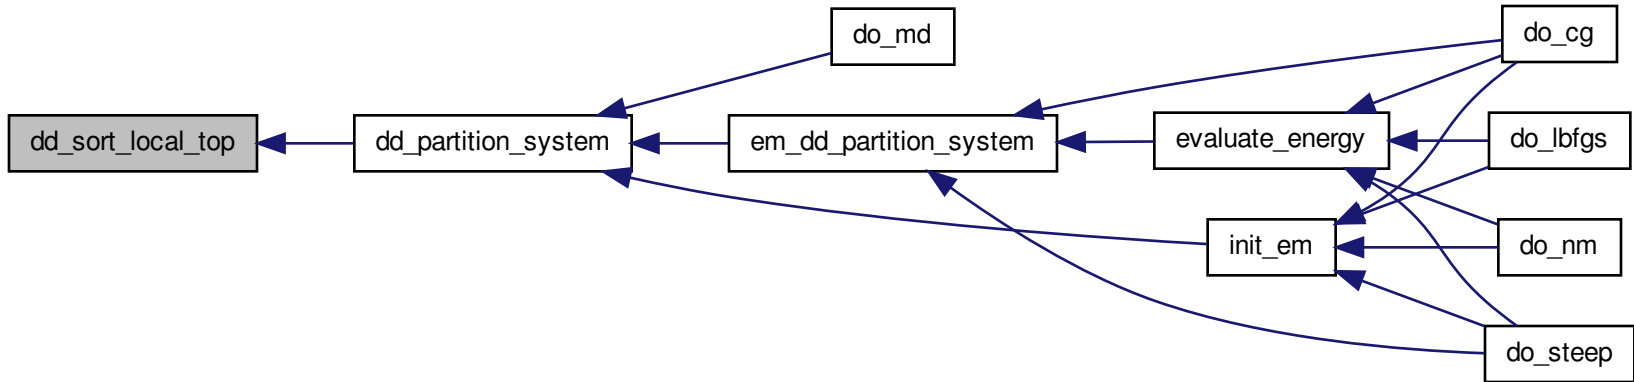 dd_sort_local_top
dd_partition_system
do_md
em_dd_partition_system
evaluate_energy
init_em
do_cg
do_lbfgs
do_nm
do_steep